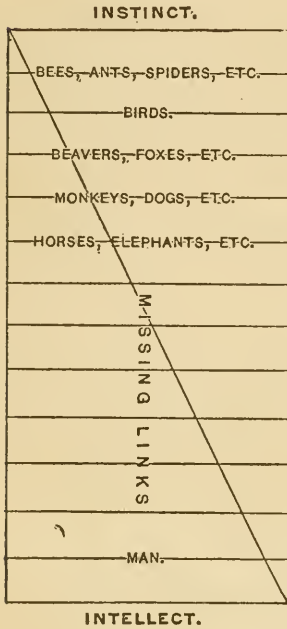 INSTINCT.
BEES, ANTS, SPIDERS, ETC.
BIRDS.
BEAVERS, FOXES, ETC.
MONKEYS, DOGS, ETC.
HORSES, ELEPHANTS, ETC.
MISSING LINKS
MAN.
INTELLECT.